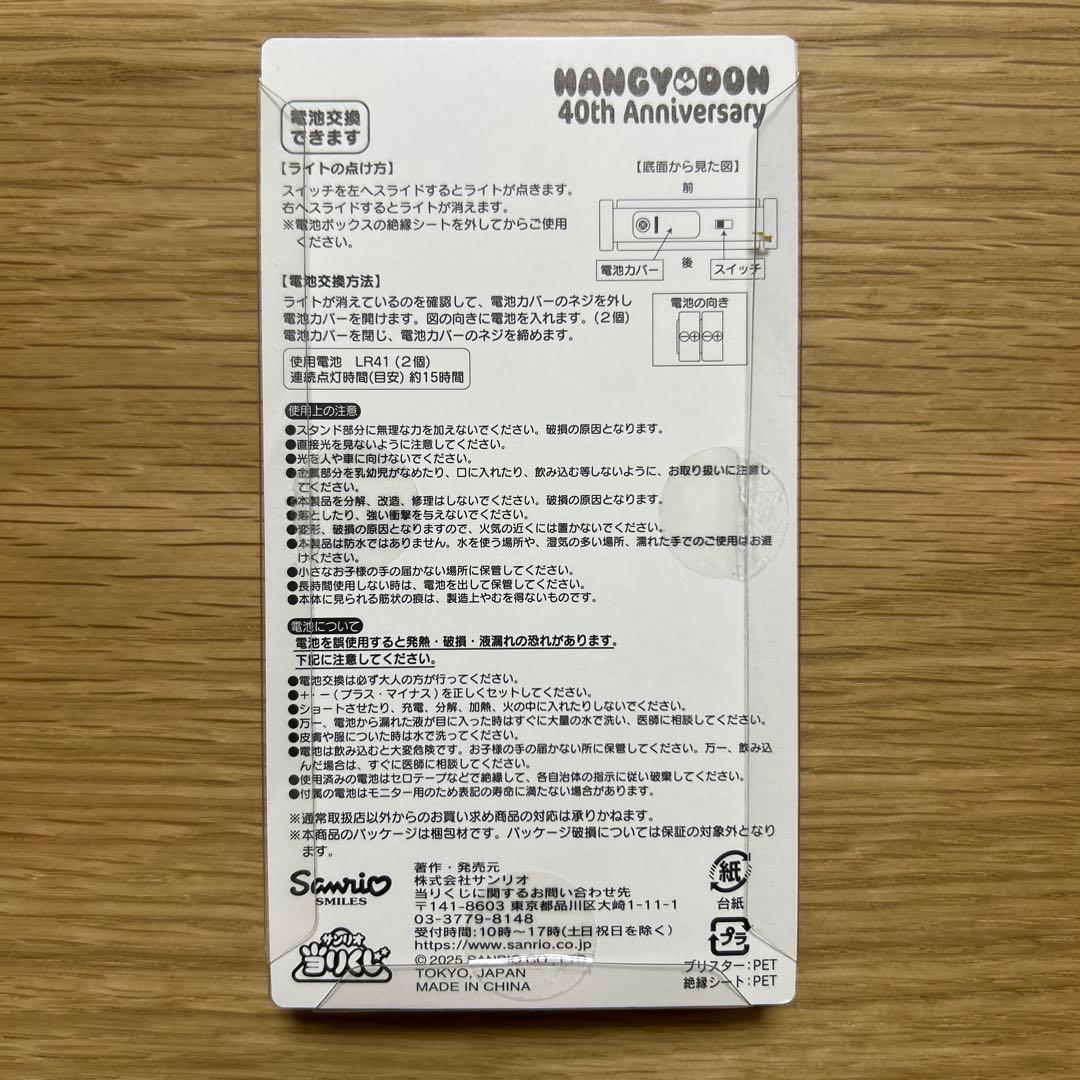 HANGYODON
40th Anniversary
電池交換
できます
【ライトの点け方】
スイッチを左へスライドするとライトが点きます。
右へスライドするとライトが消えます。
※電池ボックスの絶縁シートを外してからご使用
ください。
【底面から見た図】
前
電池カバー
後
スイッチ
【電池交換方法】
ライトが消えているのを確認して、電池カバーのネジを外し
電池カバーを開けます。図の向きに電池を入れます。(2個)
電池カバーを閉じ、電池カバーのネジを締めます。
電池の向き
⊖⊕ ⊖⊕
使用電池 LR41 (2個)
連続点灯時間(目安) 約15時間
使用上の注意
●スタンド部分に無理な力を加えないでください。破損の原因となります。
●直接光を見ないように注意してください。
●光を人や車に向けないでください。
●金属部分を乳幼児がなめたり、口に入れたり、飲み込む等しないように、お取り扱いに注意し
てください。
●本製品を分解、改造、修理はしないでください。破損の原因となります。
●落としたり、強い衝撃を与えないでください。
●変形、破損の原因となりますので、火気の近くには置かないでください。
●本製品は防水ではありません。水を使う場所や、湿気の多い場所、濡れた手でのご使用はお避
けください。
●小さなお子様の手の届かない場所に保管してください。
●長時間使用しない時は、電池を出して保管してください。
●本体に見られる筋状の痕は、製造上やむを得ないものです。
電池について
電池を誤使用すると発熱・破損・液漏れの恐れがあります。
下記に注意してください。
●電池交換は必ず大人の方が行ってください。
●+・-(プラス・マイナス)を正しくセットしてください。
●ショートさせたり、充電、分解、加熱、火の中に入れたりしないでください。
●万一、電池から漏れた液が目に入った時はすぐに大量の水で洗い、医師に相談してください。
●皮膚や服についた時は水で洗ってください。
●電池は飲み込むと大変危険です。お子様の手の届かない所に保管してください。万一、飲み込
んだ場合は、すぐに医師に相談してください。
●使用済みの電池はセロテープなどで絶縁して、各自治体の指示に従い破棄してください。
●付属の電池はモニター用のため表記の寿命に満たない場合があります。
※通常取扱店以外からのお買い求め商品の対応は承りかねます。
※本商品のパッケージは梱包材です。パッケージ破損については保証の対象外となり
ます。
Sanrio
SMILES
サンリオ
当りくじ
著作・発売元
株式会社サンリオ
当りくじに関するお問い合わせ先
〒141-8603 東京都品川区大崎1-11-1
03-3779-8148
受付時間:10時~17時(土日祝日を除く)
https://www.sanrio.co.jp
© 2025 SANRIO CO., LTD.
TOKYO, JAPAN
MADE IN CHINA
紙
台紙
プラ
ブリスター:PET
絶縁シート:PET